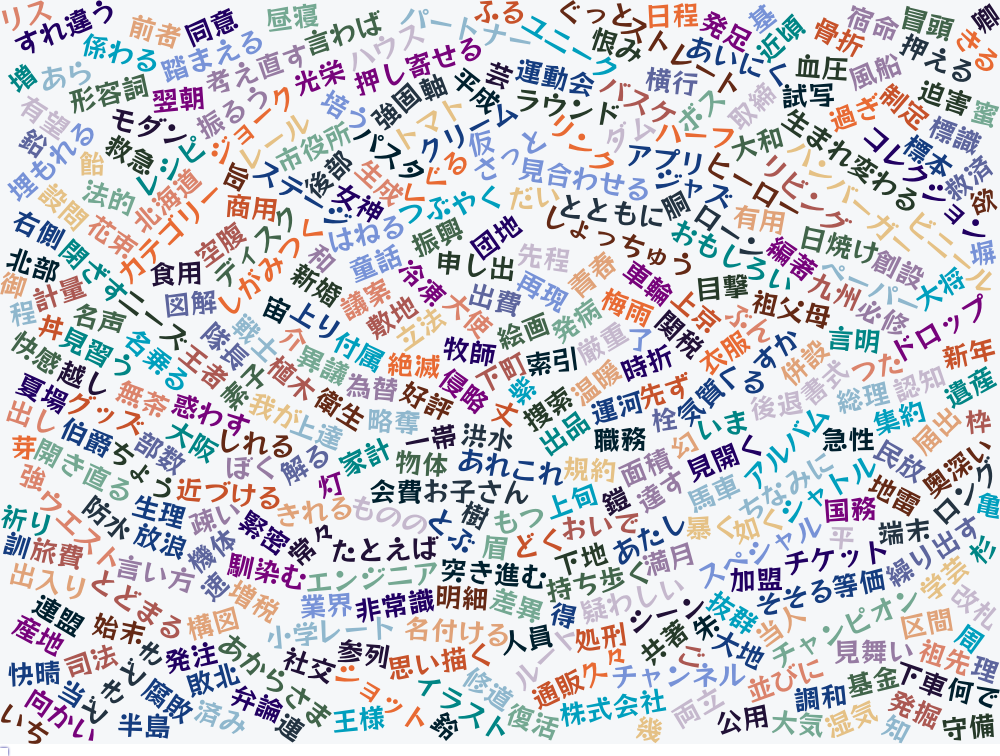 リス
すれ違う
前者
同意
昼寝
言わば
パートナー
ふる
ユニーク
ぐっと
恨み
日程
ストレート
発足
基
近頃
骨折
宿命
冒頭
卿
きる
増
あら
係わる
踏まえる
考え直す
ハウス
光栄
押し寄せる
芸
運動会
横行
あいにく
血圧
風船
押える
形容詞
翌朝
振るう
培う
強固
軸
平成
ラウンド
バスケ
ボス
取締
試写
過ぎ
制定
迫害
蜜
有望
鉛
モダン
ジョーク
レール
市役所
パスタ
トマト
クリーム
仮
さっと
リンク
ダム
ハーフ
大和
生まれ変わる
コレクション
標本
標識
救済
欲
埋もれる
飴
救急
レシピ
旨
ステージ
後部
生成
くぐる
見合わせる
アプリ
ジャズ
ヒーロー
リビング
ハンバーガー
ビニール
設問
法的
北海道
カテゴリー
商用
女神
つぶやく
だい
とともに
胴
ローン
有用
右側
閉ざす
花束
空腹
ディスク
しがみつく
和
はねる
振興
団地
しょっちゅう
おもしろい
編著
日焼け
創設
塀
北部
御
計量
食用
図解
新婚
童話
冷凍
申し出
先程
青春
車輪
目撃
ペーパー
九州
必修
大将
程
丼
名声
ニーズ
宙
上り
議案
敷地
立法
大使
出費
再現
梅雨
上京
祖父母
快感
見習う
名乗る
隊長
戦士
介
付属
絵画
発病
厳重
了
関税
ぶん
衣服
すか
言明
ドロップ
越し
王者
李子
植木
異議
絶滅
牧師
下町
索引
時折
くる
併設
つた
新年
夏場
グッズ
無茶
惑わす
我が
上達
衛生
為替
好評
侵略
紫
丈
捜索
温暖
運河
先ず
気質
栓
後退
書式
総理
認知
遺産
出し
伯爵
部数
大阪
しれる
略奪
一帯
洪水
出品
職務
幻
いま
アルバム
急性
集約
届出
枠
芽
開き直る
ちょう
ぼく
解る
家計
物体
あれこれ
規約
面積
見開く
ちなみに
民放
奥深い
強
近づける
灯
会費
お子さん
上旬
鎧
達す
馬車
シャトル
地雷
ロング
亀
ウエスト
防水
生理
疎い
きれる
ものの
とぶ
樹
もつ
どく
おいで
あたし
暴く
如く
国務
端末
祈り
訓
旅費
放浪
機体
緊密
常々
たとえば
眉
下地
満月
スペシャル
平
チケット
繰り出す
杉
出入り
とどまる
言い方
斑
馴染む
エンジニア
突き進む
持ち歩く
加盟
そそる
等価
学芸
改札
連盟
始末
構図
増税
業界
非常識
明細
差異
得
疑わしい
シーン
抜群
当人
チャンピオン
区間
周
産地
司法
発注
あからさま
小学
レート
名付ける
人員
ルート
処刑
共著
朱
大地
見舞い
祖先
理
快晴
敗北
社交
参列
思い描く
久々
ご
チャンネル
並びに
基金
下車
何で
向かい
当
腐敗
弁論
ショット
イラスト
修道
通販
株式会社
両立
調和
発掘
いち
半島
済み
連
王様
鈴
復活
幾
公用
大気
湿気
知
守備